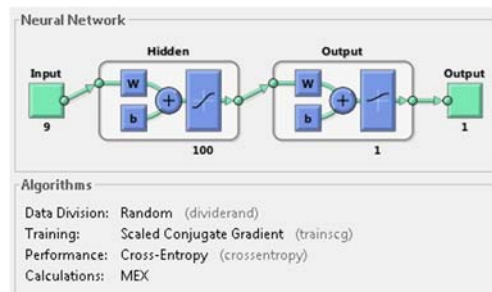 Neural Network
Hidden Output
Input Output
W W
b b
9 100 1 1
Algorithms
Data Division: Random (dividerand)
Training: Scaled Conjugate Gradient (trainscg)
Performance: Cross-Entropy (crossentropy)
Calculations: MEX